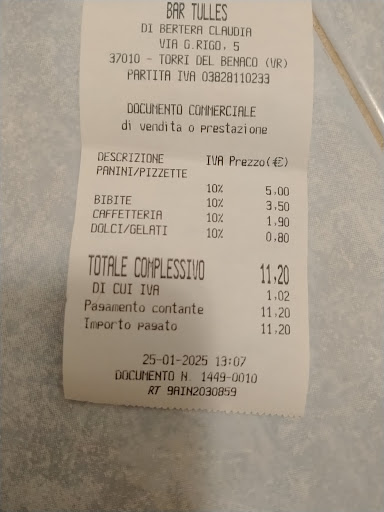 BAR TULLES
DI BERTERA CLAUDIA
VIA G.RIGO, 5
37010 - TORRI DEL BENACO (VR)
PARTITA IVA 03828110233
DOCUMENTO COMMERCIALE
di vendita o prestazione
DESCRIZIONE IVA Prezzo(€)
PANINI/PIZZETTE
10% 5,00
BIBITE 10% 3,50
CAFFETTERIA 10% 1,90
DOLCI/GELATI 10% 0,80
TOTALE COMPLESSIVO 11,20
DI CUI IVA 1,02
Pagamento contante 11,20
Importo pagato 11,20
25-01-2025 13:07
DOCUMENTO N. 1449-0010
RT 9AIN2030859